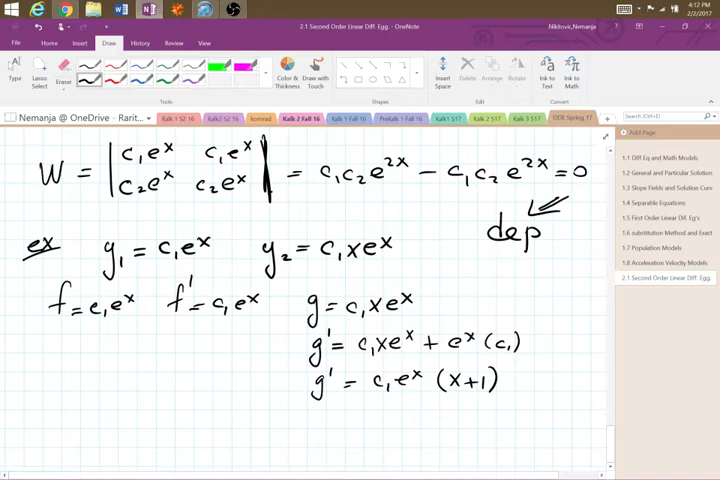 4:12 PM
2/2/2017
2.1 Second Order Linear Diff. Egg. - OneNote
Nikitovic, Nemanja
File Home Insert Draw History Review View
Type
Lasso Select
Eraser
Insert Space
Delete
Arrange
Rotate
Color & Thickness
Draw with Touch
Ink to Text
Ink to Math
Tools
Shapes
Edit
Convert
Nemanja @ OneDrive - Rarit...
Kalk 1 S2 16
Kalk2 S2 16
komrad
Kalk 2 Fall 16
Kalk 1 Fall 16
PreKalk 1 Fall 16
Kalk1 S17
Kalk 2 S17
Kalk 3 S17
ODE Spring 17
Search (Ctrl+E)
Add Page
1.1 Diff Eq and Math Models
1.2 General and Particular Solution
1.3 Slope Fields and Solution Curv
1.4 Separable Equations
1.5 First Order Linear Diff. Eg's
1.6 substitution Method and Exact
1.7 Population Models
1.8 Acceleration Velocity Models
2.1 Second Order Linear Diff. Egg.
W = | c₁eˣ c₁eˣ | = c₁c₂e²ˣ - c₁c₂e²ˣ = 0
| c₂eˣ c₂eˣ |
dep
ex y₁ = c₁eˣ y₂ = c₁xeˣ
f = c₁eˣ f' = c₁eˣ g = c₁xeˣ
g' = c₁xeˣ + eˣ (c₁)
g' = c₁eˣ (x+1)